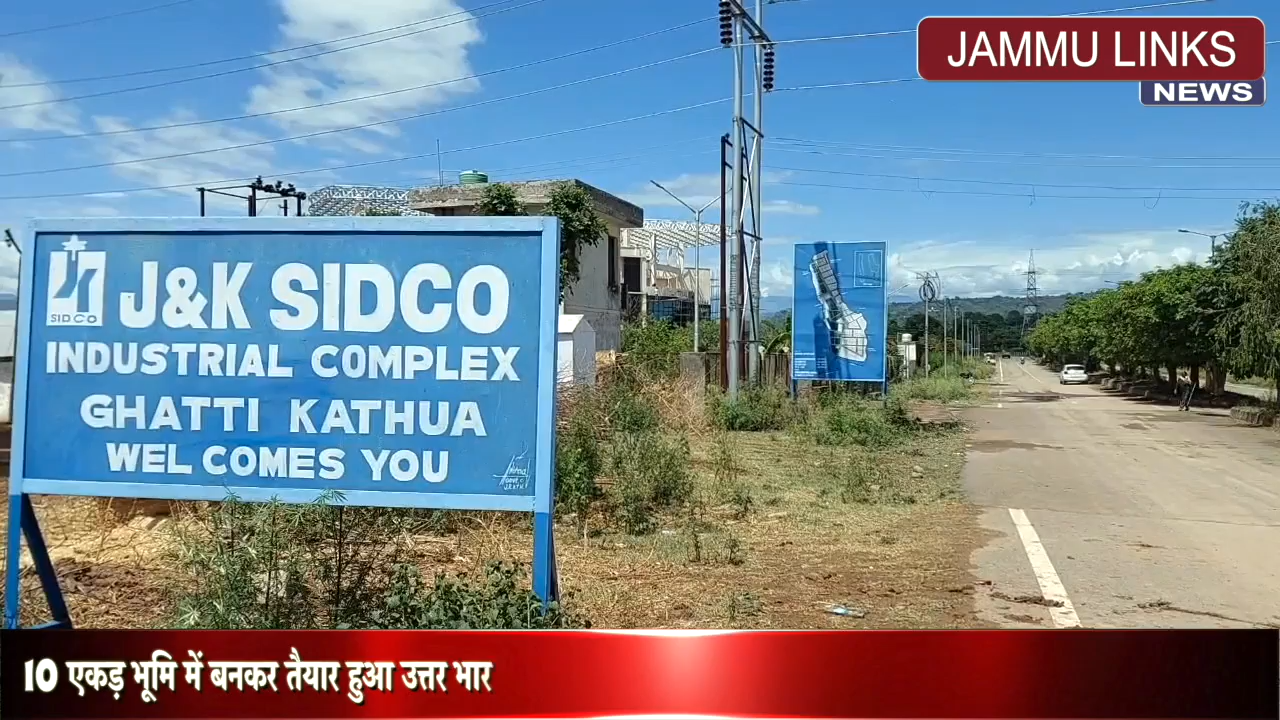 JAMMU LINKS
NEWS
SIDCO
J&K SIDCO
INDUSTRIAL COMPLEX
GHATTI KATHUA
WEL COMES YOU
10 एकड़ भूमि में बनकर तैयार हुआ उत्तर भार